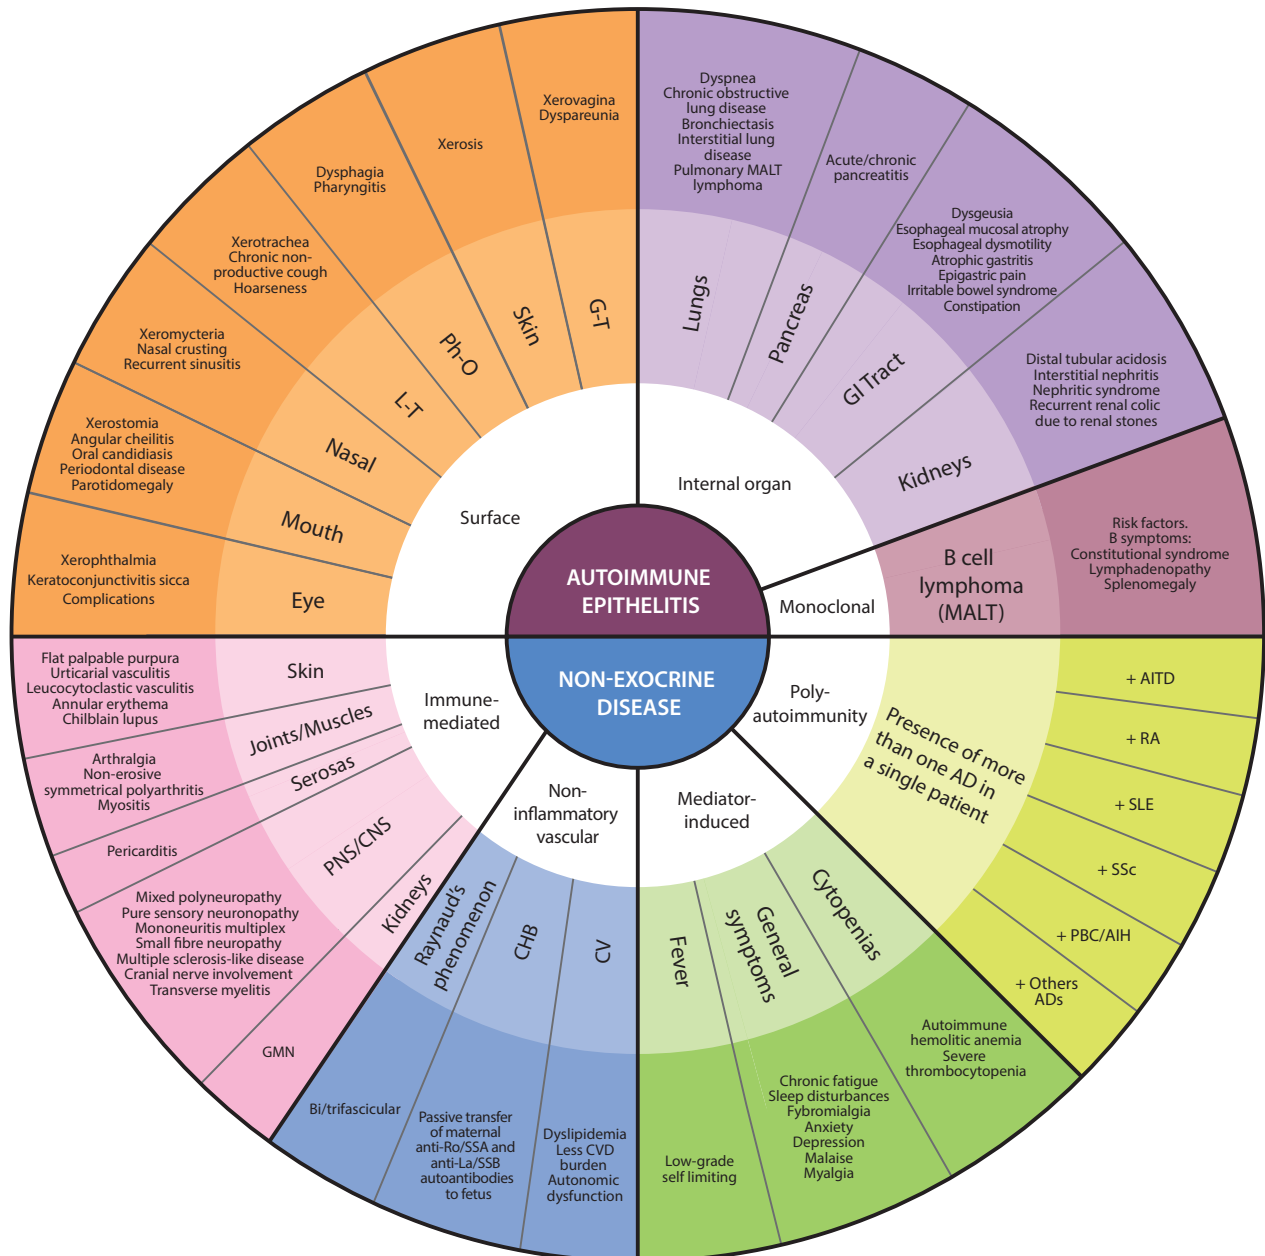 AUTOIMMUNE
EPITHELITIS
Surface
G-T
Xerovagina
Dyspareunia
Skin
Xerosis
Ph-O
Dysphagia
Pharyngitis
L-T
Xerotrachea
Chronic non-
productive cough
Hoarseness
Nasal
Xeromycteria
Nasal crusting
Recurrent sinusitis
Mouth
Xerostomia
Angular cheilitis
Oral candidiasis
Periodontal disease
Parotidomegaly
Eye
Xerophthalmia
Keratoconjunctivitis sicca
Complications
Internal organ
Lungs
Dyspnea
Chronic obstructive
lung disease
Bronchiectasis
Interstitial lung
disease
Pulmonary MALT
lymphoma
Pancreas
Acute/chronic
pancreatitis
GI Tract
Dysgeusia
Esophageal mucosal atrophy
Esophageal dysmotility
Atrophic gastritis
Epigastric pain
Irritable bowel syndrome
Constipation
Kidneys
Distal tubular acidosis
Interstitial nephritis
Nephritic syndrome
Recurrent renal colic
due to renal stones
Monoclonal
B cell
lymphoma
(MALT)
Risk factors.
B symptoms:
Constitutional syndrome
Lymphadenopathy
Splenomegaly
NON-EXOCRINE
DISEASE
Immune-
mediated
Skin
Flat palpable purpura
Urticarial vasculitis
Leucocytoclastic vasculitis
Annular erythema
Chilblain lupus
Joints/Muscles
Arthralgia
Non-erosive
symmetrical polyarthritis
Myositis
Serosas
Pericarditis
PNS/CNS
Mixed polyneuropathy
Pure sensory neuronopathy
Mononeuritis multiplex
Small fibre neuropathy
Multiple sclerosis-like disease
Cranial nerve involvement
Transverse myelitis
Kidneys
GMN
Non-
inflammatory
vascular
Raynaud's
phenomenon
Bi/trifascicular
CHB
Passive transfer
of maternal
anti-Ro/SSA and
anti-La/SSB
autoantibodies
to fetus
CV
Dyslipidemia
Less CVD
burden
Autonomic
dysfunction
Mediator-
induced
Fever
Low-grade
self limiting
General
symptoms
Chronic fatigue
Sleep disturbances
Fybromialgia
Anxiety
Depression
Malaise
Myalgia
Cytopenias
Autoimmune
hemolitic anemia
Severe
thrombocytopenia
Poly-
autoimmunity
Presence of more
than one AD in
a single patient
+ AITD
+ RA
+ SLE
+ SSc
+ PBC/AIH
+ Others
ADs